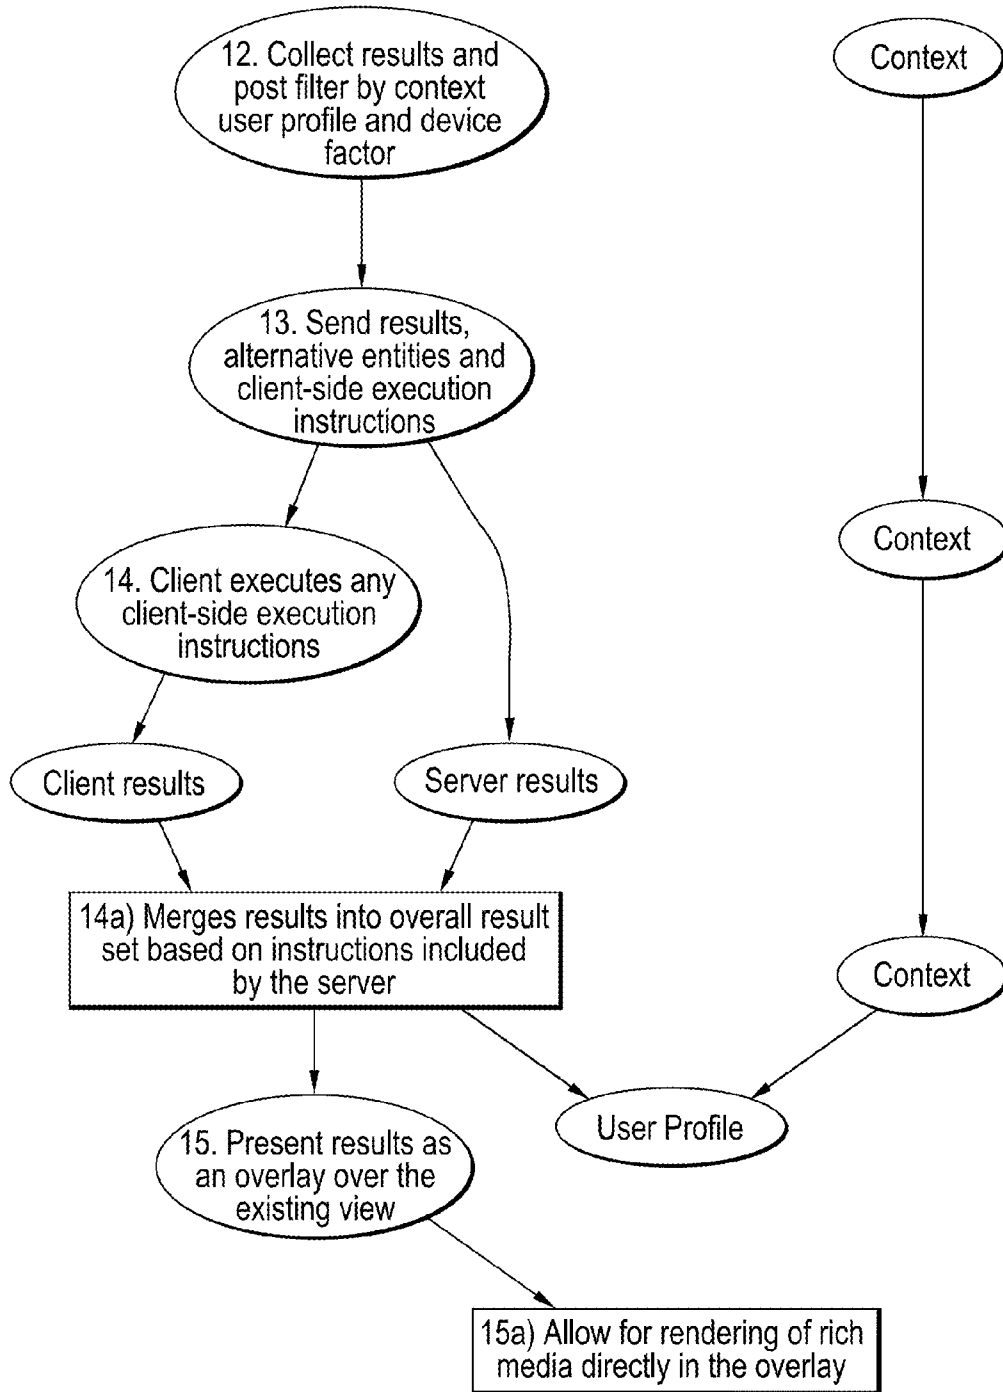 12. Collect results and
post filter by context
user profile and device
factor
Context
13. Send results,
alternative entities and
client-side execution
instructions
Context
14. Client executes any
client-side execution
instructions
Client results
Server results
14a) Merges results into overall result
set based on instructions included
by the server
Context
User Profile
15. Present results as
an overlay over the
existing view
15a) Allow for rendering of rich
media directly in the overlay